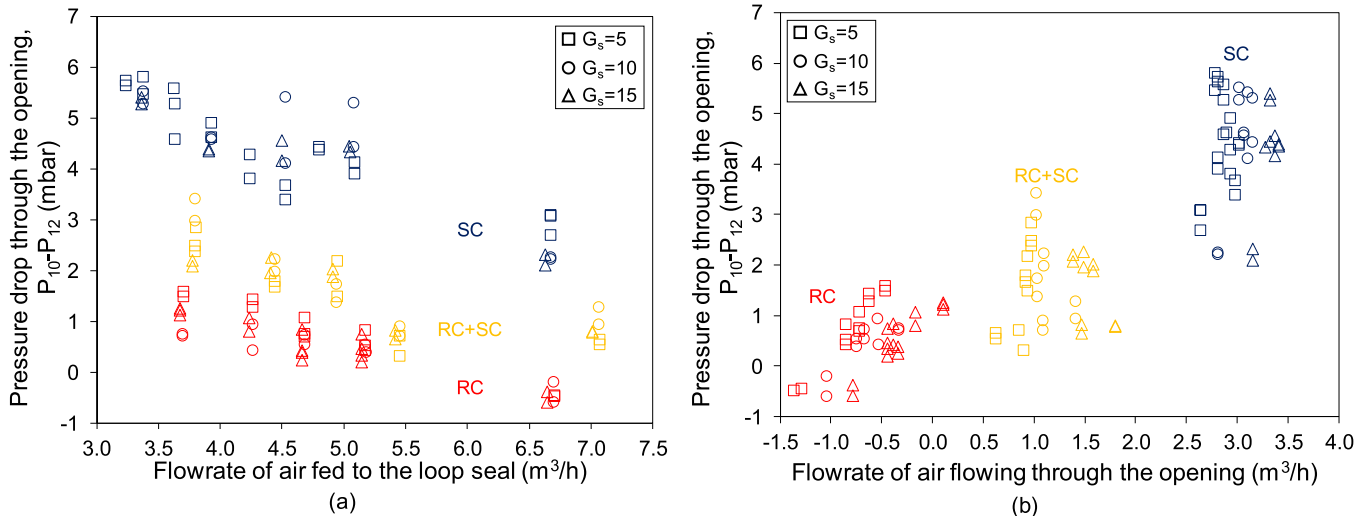 Pressure drop through the opening,
P10-P12 (mbar)
7
6
5
4
3
2
1
0
-1
□ Gs=5
○ Gs=10
△ Gs=15
SC
RC+SC
RC
3.0 3.5 4.0 4.5 5.0 5.5 6.0 6.5 7.0 7.5
Flowrate of air fed to the loop seal (m³/h)
(a)
Pressure drop through the opening,
P10-P12 (mbar)
7
6
5
4
3
2
1
0
-1
□ Gs=5
○ Gs=10
△ Gs=15
SC
RC+SC
RC
-1.5 -1.0 -0.5 0.0 0.5 1.0 1.5 2.0 2.5 3.0 3.5 4.0
Flowrate of air flowing through the opening (m³/h)
(b)